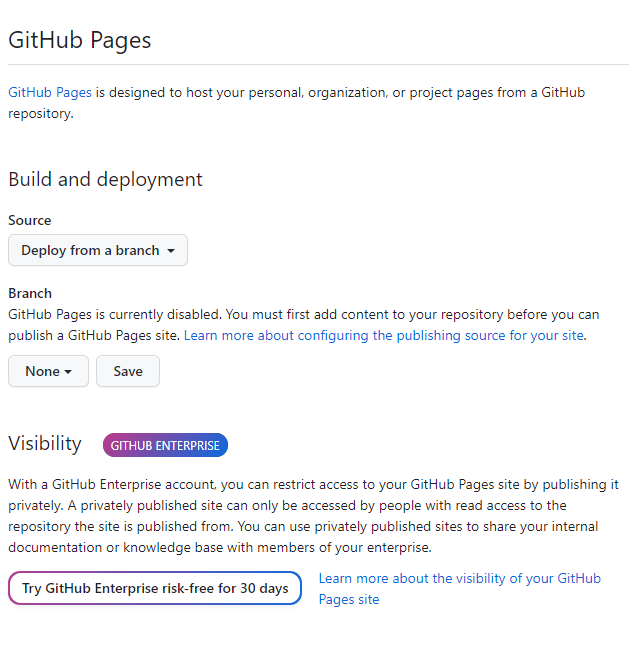 GitHub Pages
GitHub Pages is designed to host your personal, organization, or project pages from a GitHub
repository.
Build and deployment
Source
Deploy from a branch
Branch
GitHub Pages is currently disabled. You must first add content to your repository before you can
publish a GitHub Pages site. Learn more about configuring the publishing source for your site.
None Save
Visibility GITHUB ENTERPRISE
With a GitHub Enterprise account, you can restrict access to your GitHub Pages site by publishing it
privately. A privately published site can only be accessed by people with read access to the
repository the site is published from. You can use privately published sites to share your internal
documentation or knowledge base with members of your enterprise.
Try GitHub Enterprise risk-free for 30 days
Learn more about the visibility of your GitHub
Pages site